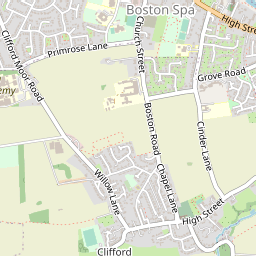 Boston Spa
High Street
Primrose Lane
Church Street
Clifford Moor Road
Grove Road
emy
Boston Road
Cinder Lane
Willow Lane
Chapel Lane
High Street
Clifford